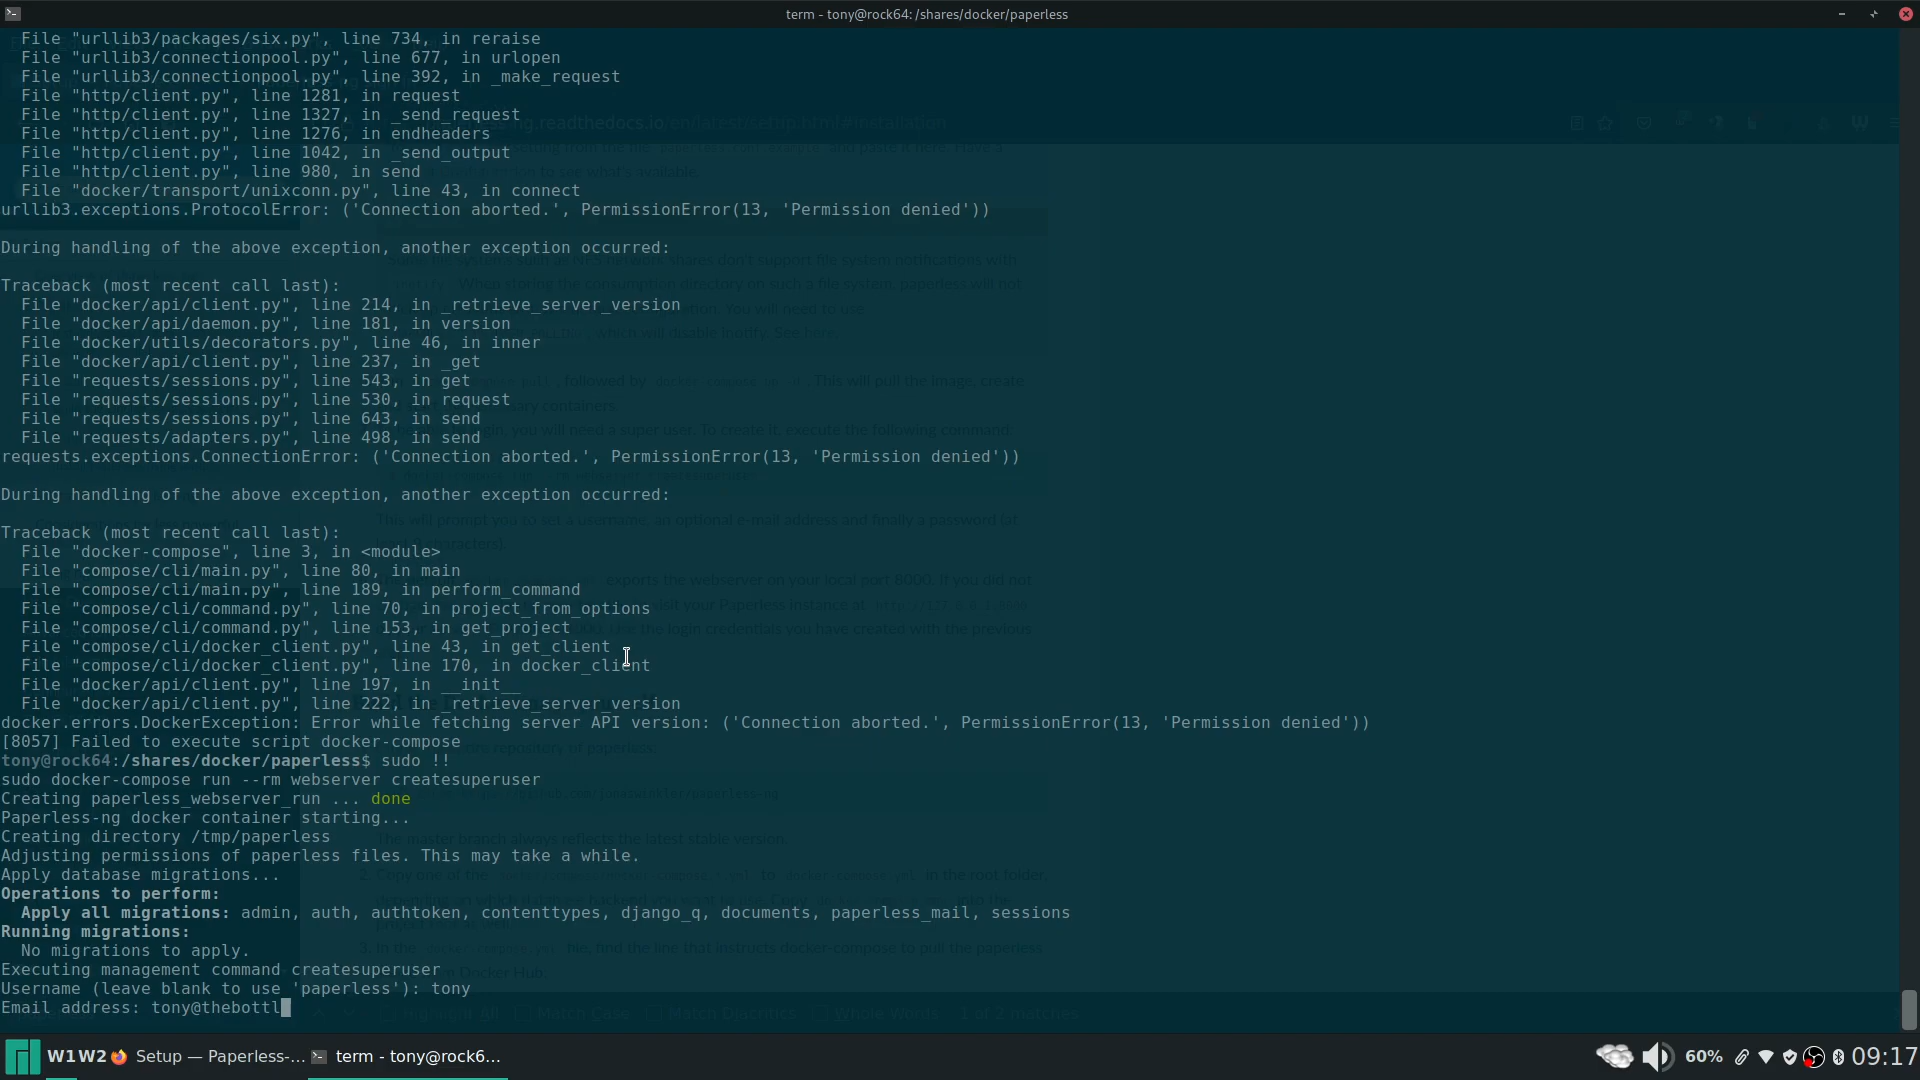 term - tony@rock64: /shares/docker/paperless
File "urllib3/packages/six.py", line 734, in reraise
File "urllib3/connectionpool.py", line 677, in urlopen
File "urllib3/connectionpool.py", line 392, in _make_request
File "http/client.py", line 1281, in request
File "http/client.py", line 1327, in _send_request
File "http/client.py", line 1276, in endheaders
File "http/client.py", line 1042, in _send_output
File "http/client.py", line 980, in send
File "docker/transport/unixconn.py", line 43, in connect
urllib3.exceptions.ProtocolError: ('Connection aborted.', PermissionError(13, 'Permission denied'))
During handling of the above exception, another exception occurred:
Traceback (most recent call last):
File "docker/api/client.py", line 214, in _retrieve_server_version
File "docker/api/daemon.py", line 181, in version
File "docker/utils/decorators.py", line 46, in inner
File "docker/api/client.py", line 237, in _get
File "requests/sessions.py", line 543, in get
File "requests/sessions.py", line 530, in request
File "requests/sessions.py", line 643, in send
File "requests/adapters.py", line 498, in send
requests.exceptions.ConnectionError: ('Connection aborted.', PermissionError(13, 'Permission denied'))
During handling of the above exception, another exception occurred:
Traceback (most recent call last):
File "docker-compose", line 3, in <module>
File "compose/cli/main.py", line 80, in main
File "compose/cli/main.py", line 189, in perform_command
File "compose/cli/command.py", line 70, in project_from_options
File "compose/cli/command.py", line 153, in get_project
File "compose/cli/docker_client.py", line 43, in get_client
File "compose/cli/docker_client.py", line 170, in docker_client
File "docker/api/client.py", line 197, in __init__
File "docker/api/client.py", line 222, in _retrieve_server_version
docker.errors.DockerException: Error while fetching server API version: ('Connection aborted.', PermissionError(13, 'Permission denied'))
[8057] Failed to execute script docker-compose
tony@rock64:/shares/docker/paperless$ sudo !!
sudo docker-compose run --rm webserver createsuperuser
Creating paperless_webserver_run ... done
Paperless-ng docker container starting...
Creating directory /tmp/paperless
Adjusting permissions of paperless files. This may take a while.
Apply database migrations...
Operations to perform:
Apply all migrations: admin, auth, authtoken, contenttypes, django_q, documents, paperless_mail, sessions
Running migrations:
No migrations to apply.
Executing management command createsuperuser
Username (leave blank to use 'paperless'): tony
Email address: tony@thebottl
W1W2 Setup — Paperless-... term - tony@rock6... 60% 09:17